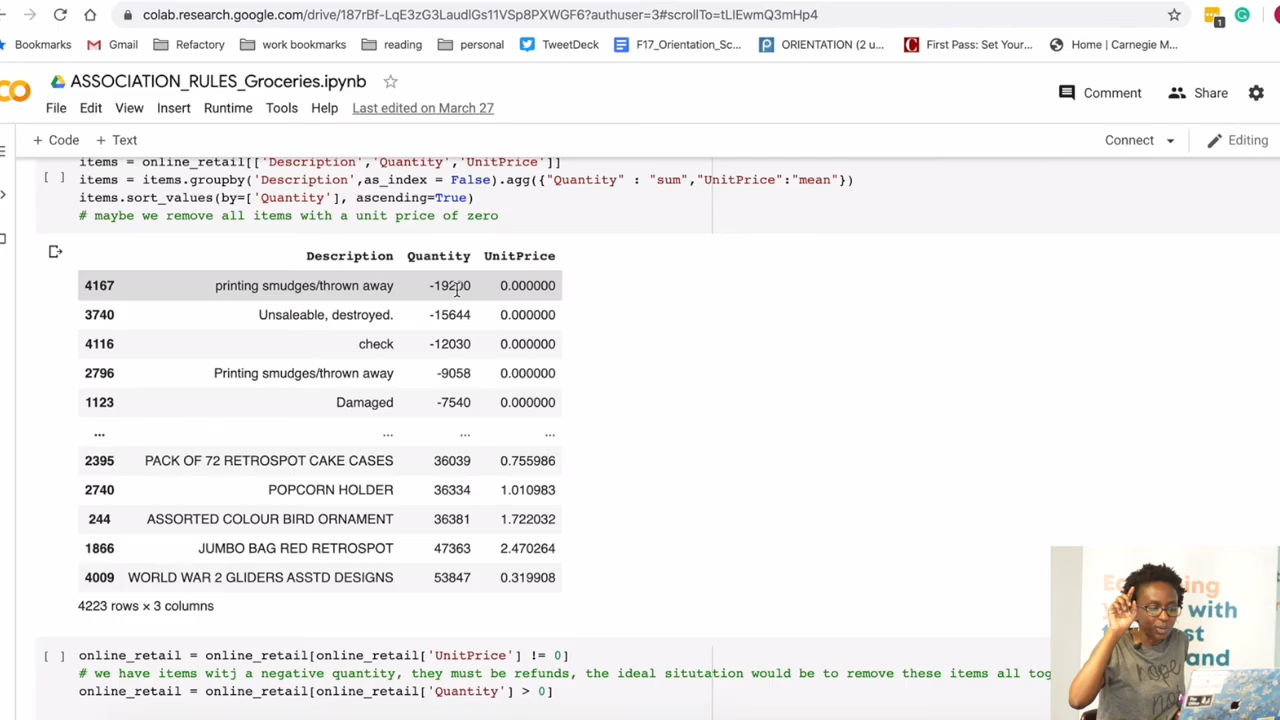 colab.research.google.com/drive/187rBf-LqE3zG3LaudlGs11VSp8PXWGF6?authuser=3#scrollTo=tLlEwmQ3mHp4
1
Bookmarks Gmail Refactory work bookmarks reading personal TweetDeck F17_Orientation_Sc... ORIENTATION (2 u... First Pass: Set Your... Home | Carnegie M...
ASSOCIATION_RULES_Groceries.ipynb
Comment Share
File Edit View Insert Runtime Tools Help Last edited on March 27
+ Code + Text Connect Editing
items = online_retail[['Description','Quantity','UnitPrice']]
[ ] items = items.groupby('Description',as_index = False).agg({"Quantity" : "sum","UnitPrice":"mean"})
items.sort_values(by=['Quantity'], ascending=True)
# maybe we remove all items with a unit price of zero
Description Quantity UnitPrice
4167 printing smudges/thrown away -19200 0.000000
3740 Unsaleable, destroyed. -15644 0.000000
4116 check -12030 0.000000
2796 Printing smudges/thrown away -9058 0.000000
1123 Damaged -7540 0.000000
... ... ... ...
2395 PACK OF 72 RETROSPOT CAKE CASES 36039 0.755986
2740 POPCORN HOLDER 36334 1.010983
244 ASSORTED COLOUR BIRD ORNAMENT 36381 1.722032
1866 JUMBO BAG RED RETROSPOT 47363 2.470264
4009 WORLD WAR 2 GLIDERS ASSTD DESIGNS 53847 0.319908
4223 rows × 3 columns
[ ] online_retail = online_retail[online_retail['UnitPrice'] != 0]
# we have items witj a negative quantity, they must be refunds, the ideal situtation would be to remove these items all tog
online_retail = online_retail[online_retail['Quantity'] > 0]
with
and
nope